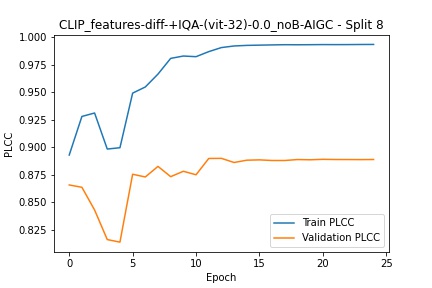 CLIP_features-diff-+IQA-(vit-32)-0.0_noB-AIGC - Split 8
1.000
0.975
0.950
0.925
0.900
0.875
0.850
0.825
PLCC
Train PLCC
Validation PLCC
0 5 10 15 20 25
Epoch